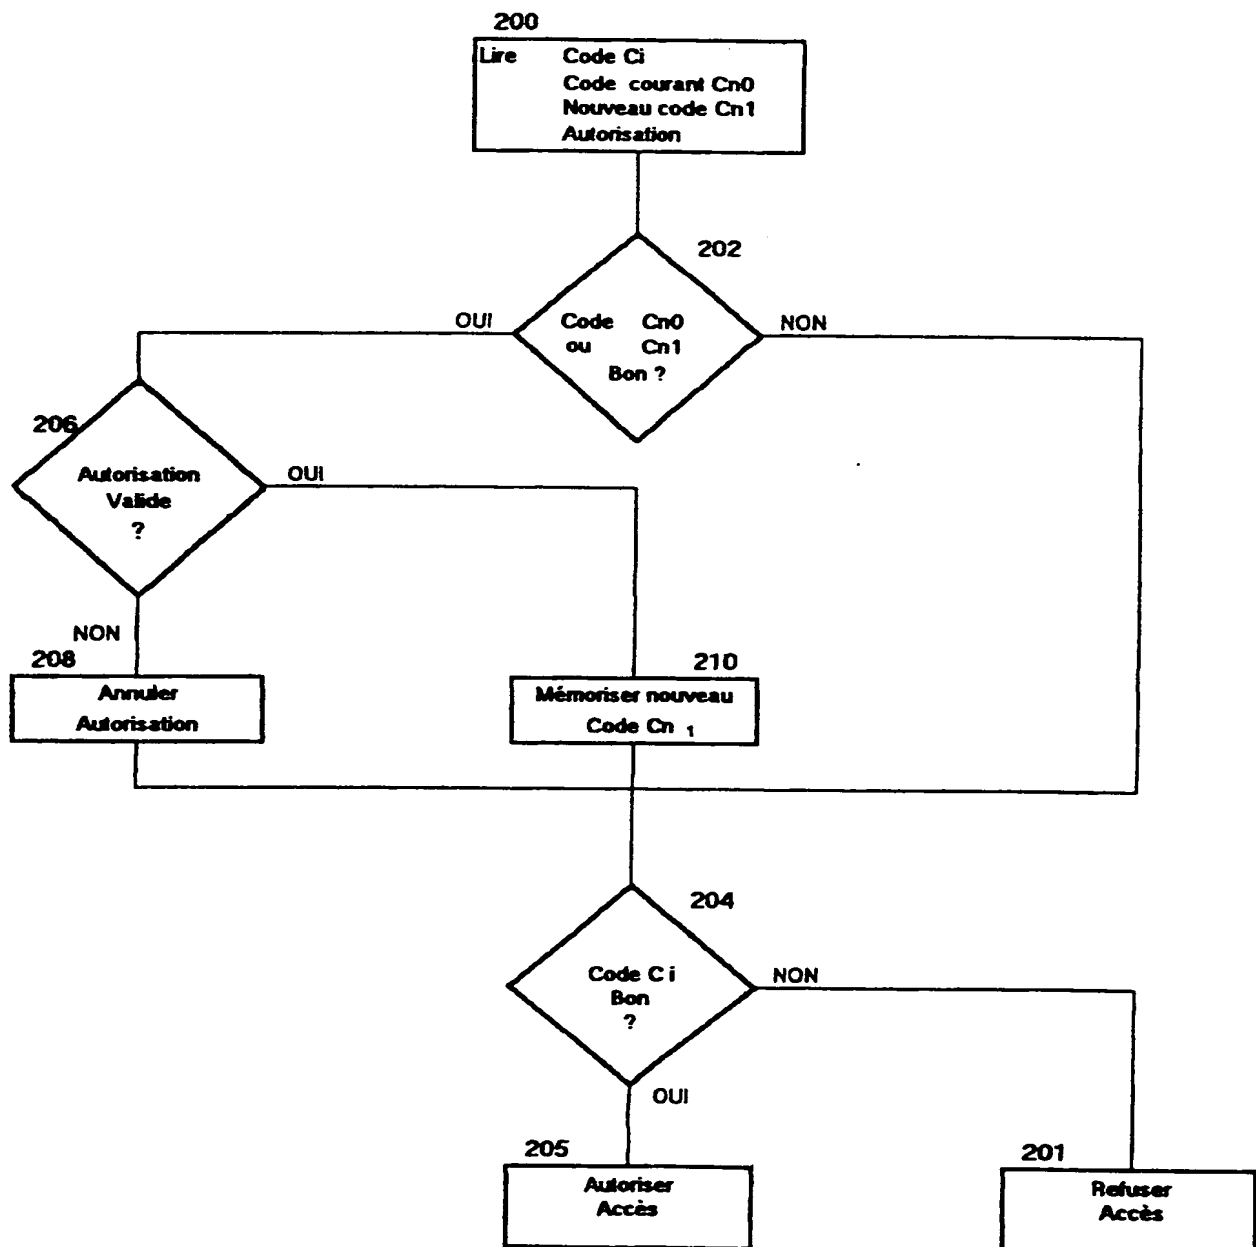 200
Lire Code Ci
Code courant Cn0
Nouveau code Cn1
Autorisation
202
OUI
Code Cn0
ou Cn1
Bon ?
NON
206
Autorisation
Valide
?
OUI
NON
208
Annuler
Autorisation
210
Mémoriser nouveau
Code Cn 1
204
Code C i
Bon
?
NON
OUI
205
Autoriser
Accès
201
Refuser
Accès